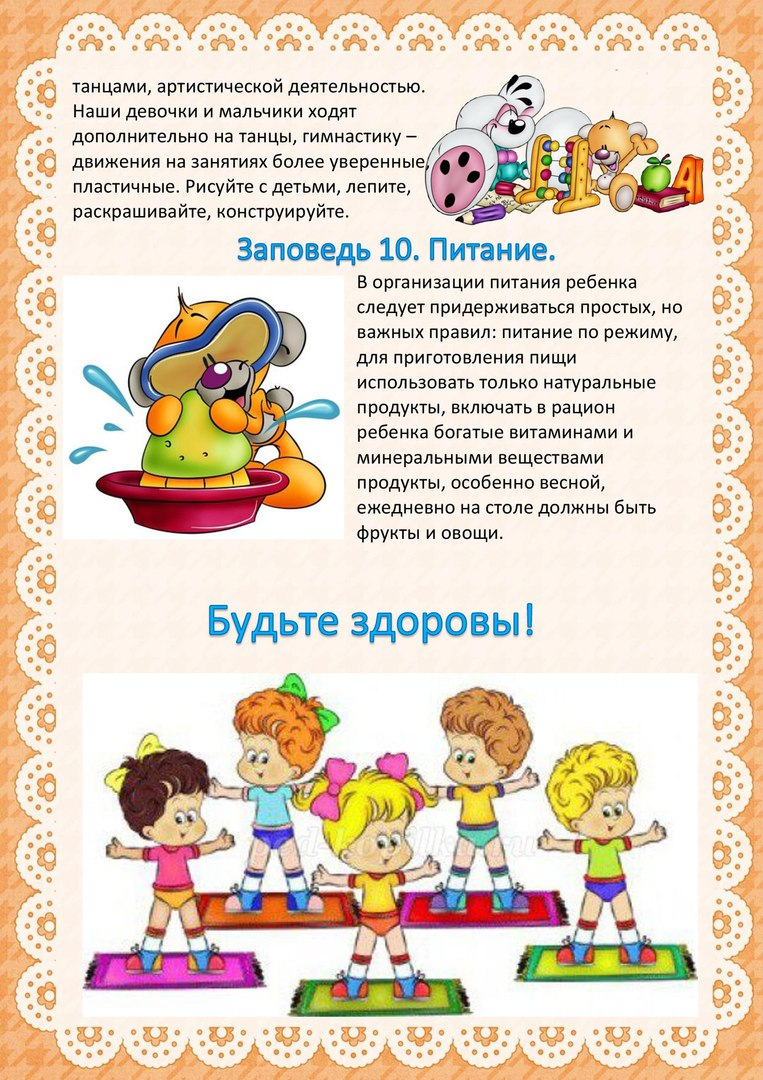 танцами, артистической деятельностью.
Наши девочки и мальчики ходят
дополнительно на танцы, гимнастику –
движения на занятиях более уверенные,
пластичные. Рисуйте с детьми, лепите,
раскрашивайте, конструируйте.
Заповедь 10. Питание.
В организации питания ребенка
следует придерживаться простых, но
важных правил: питание по режиму,
для приготовления пищи
использовать только натуральные
продукты, включать в рацион
ребенка богатые витаминами и
минеральными веществами
продукты, особенно весной,
ежедневно на столе должны быть
фрукты и овощи.
Будьте здоровы!